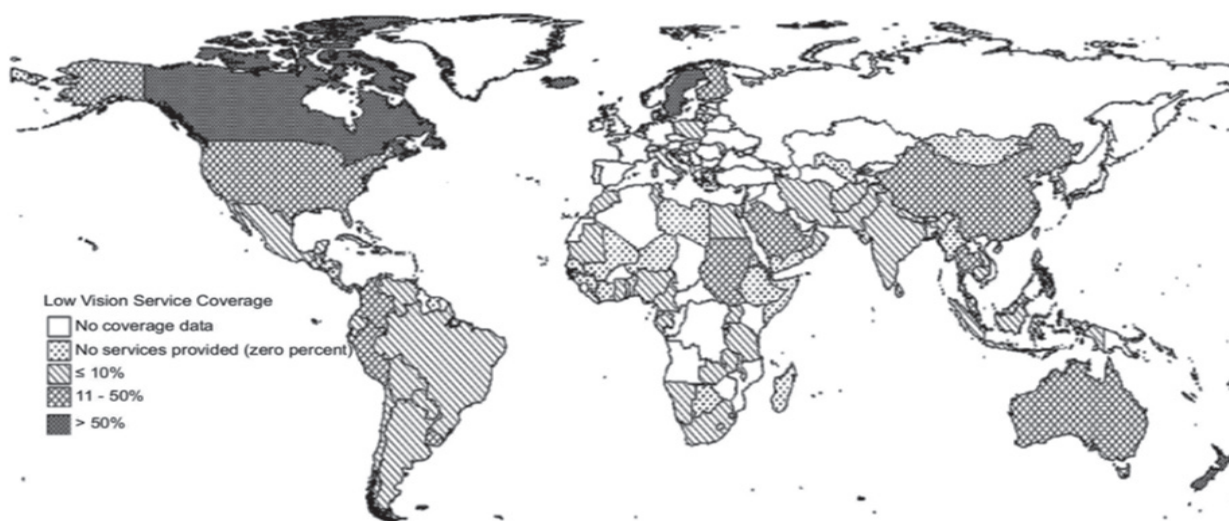 Low Vision Service Coverage
No coverage data
No services provided (zero percent)
≤ 10%
11 - 50%
> 50%